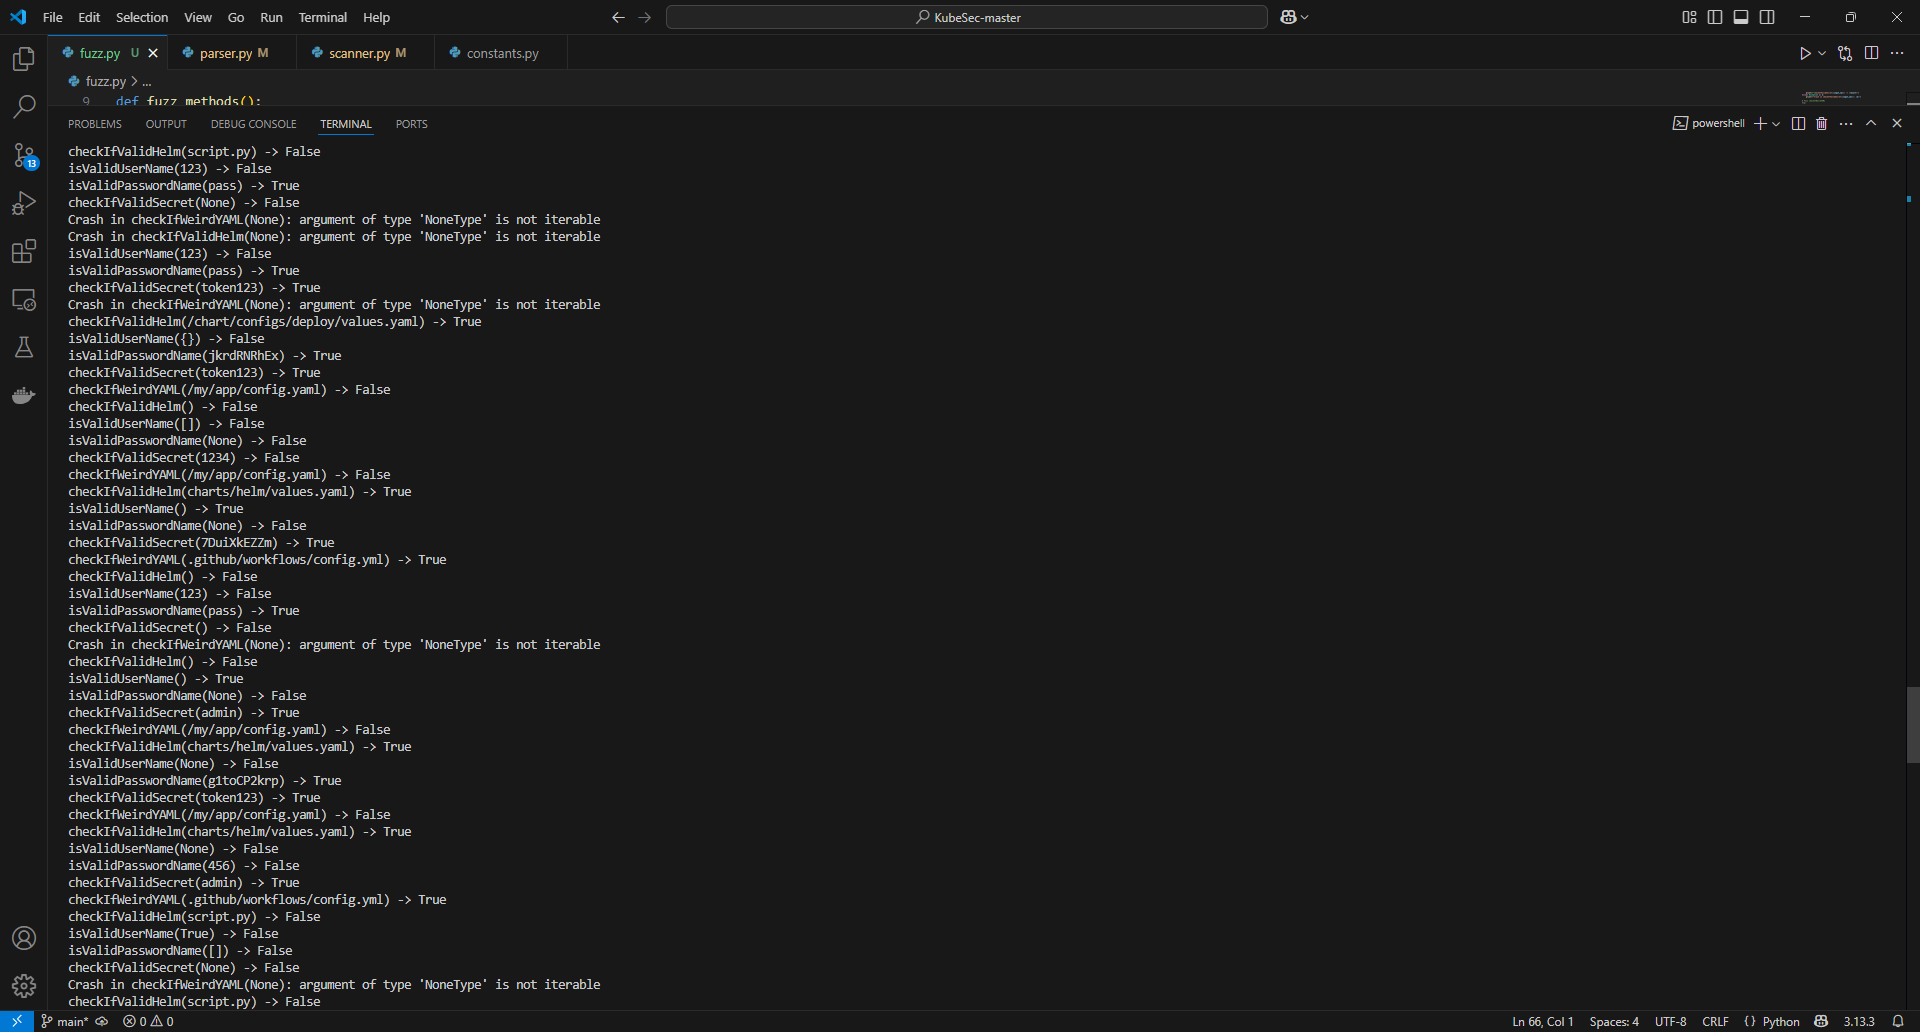 File Edit Selection View Go Run Terminal Help
KubeSec-master
fuzz.py U
parser.py M
scanner.py M
constants.py
fuzz.py > ...
9 def fuzz_methods():
PROBLEMS OUTPUT DEBUG CONSOLE TERMINAL PORTS
powershell
checkIfValidHelm(script.py) -> False
isValidUserName(123) -> False
isValidPasswordName(pass) -> True
checkIfValidSecret(None) -> False
Crash in checkIfWeirdYAML(None): argument of type 'NoneType' is not iterable
Crash in checkIfValidHelm(None): argument of type 'NoneType' is not iterable
isValidUserName(123) -> False
isValidPasswordName(pass) -> True
checkIfValidSecret(token123) -> True
Crash in checkIfWeirdYAML(None): argument of type 'NoneType' is not iterable
checkIfValidHelm(/chart/configs/deploy/values.yaml) -> True
isValidUserName({}) -> False
isValidPasswordName(jkrdRNRhEx) -> True
checkIfValidSecret(token123) -> True
checkIfWeirdYAML(/my/app/config.yaml) -> False
checkIfValidHelm() -> False
isValidUserName([]) -> False
isValidPasswordName(None) -> False
checkIfValidSecret(1234) -> False
checkIfWeirdYAML(/my/app/config.yaml) -> False
checkIfValidHelm(charts/helm/values.yaml) -> True
isValidUserName() -> True
isValidPasswordName(None) -> False
checkIfValidSecret(7DuiXkEZZm) -> True
checkIfWeirdYAML(.github/workflows/config.yml) -> True
checkIfValidHelm() -> False
isValidUserName(123) -> False
isValidPasswordName(pass) -> True
checkIfValidSecret() -> False
Crash in checkIfWeirdYAML(None): argument of type 'NoneType' is not iterable
checkIfValidHelm() -> False
isValidUserName() -> True
isValidPasswordName(None) -> False
checkIfValidSecret(admin) -> True
checkIfWeirdYAML(/my/app/config.yaml) -> False
checkIfValidHelm(charts/helm/values.yaml) -> True
isValidUserName(None) -> False
isValidPasswordName(g1toCP2krp) -> True
checkIfValidSecret(token123) -> True
checkIfWeirdYAML(/my/app/config.yaml) -> False
checkIfValidHelm(charts/helm/values.yaml) -> True
isValidUserName(None) -> False
isValidPasswordName(456) -> False
checkIfValidSecret(admin) -> True
checkIfWeirdYAML(.github/workflows/config.yml) -> True
checkIfValidHelm(script.py) -> False
isValidUserName(True) -> False
isValidPasswordName([]) -> False
checkIfValidSecret(None) -> False
Crash in checkIfWeirdYAML(None): argument of type 'NoneType' is not iterable
checkIfValidHelm(script.py) -> False
13
main* 0 0 Ln 66, Col 1 Spaces: 4 UTF-8 CRLF {} Python 3.13.3